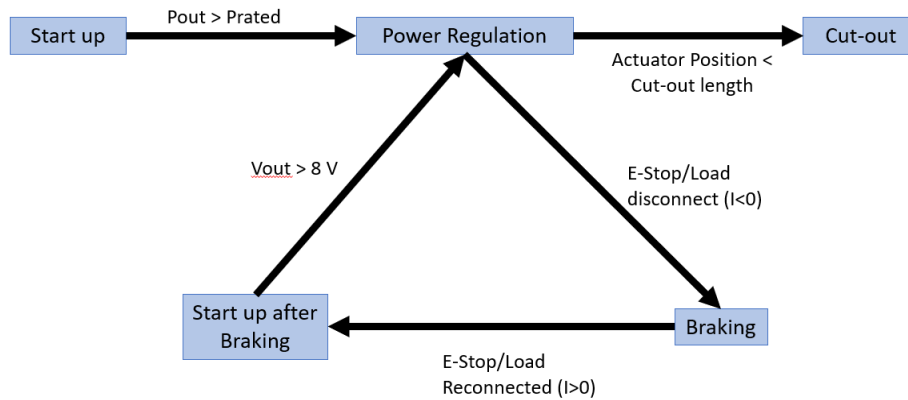 Pout > Prated
Start up
Power Regulation
Cut-out
Actuator Position <
Cut-out length
Vout > 8 V
E-Stop/Load
disconnect (I<0)
Start up after
Braking
Braking
E-Stop/Load
Reconnected (I>0)